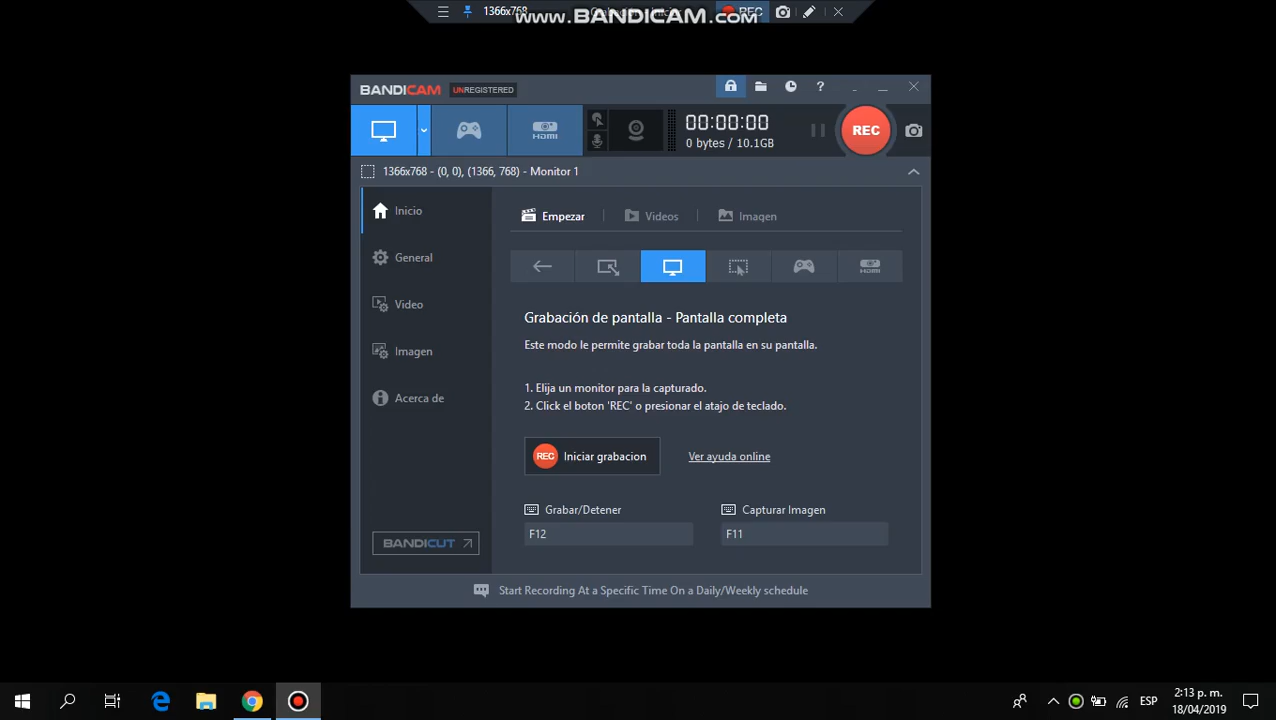 1366x768
REC
www.BANDICAM.com
BANDICAM UNREGISTERED
?
HDMI
00:00:00
0 bytes / 10.1GB
REC
1366x768 - (0, 0), (1366, 768) - Monitor 1
Inicio
General
Video
Imagen
Acerca de
BANDICUT
Empezar
Videos
Imagen
HDMI
Grabación de pantalla - Pantalla completa
Este modo le permite grabar toda la pantalla en su pantalla.
1. Elija un monitor para la capturado.
2. Click el boton 'REC' o presionar el atajo de teclado.
REC Iniciar grabacion
Ver ayuda online
Grabar/Detener
Capturar Imagen
F12
F11
Start Recording At a Specific Time On a Daily/Weekly schedule
ESP
2:13 p. m.
18/04/2019